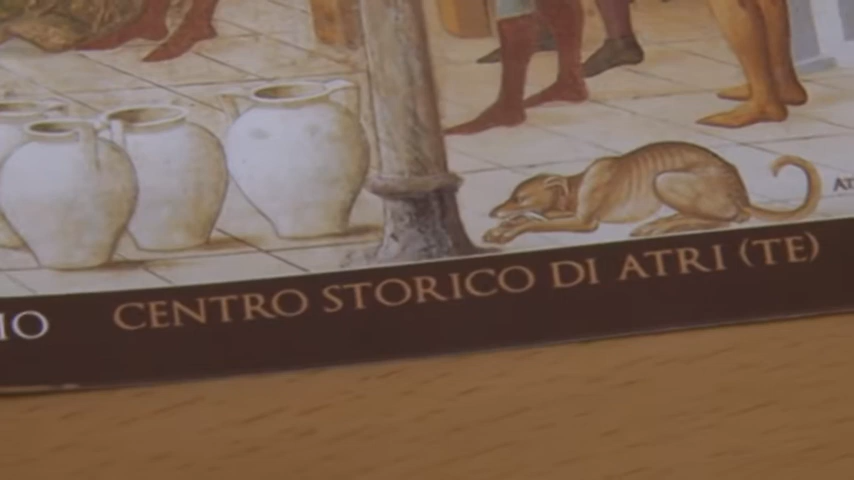 CENTRO STORICO DI ATRI (TE)